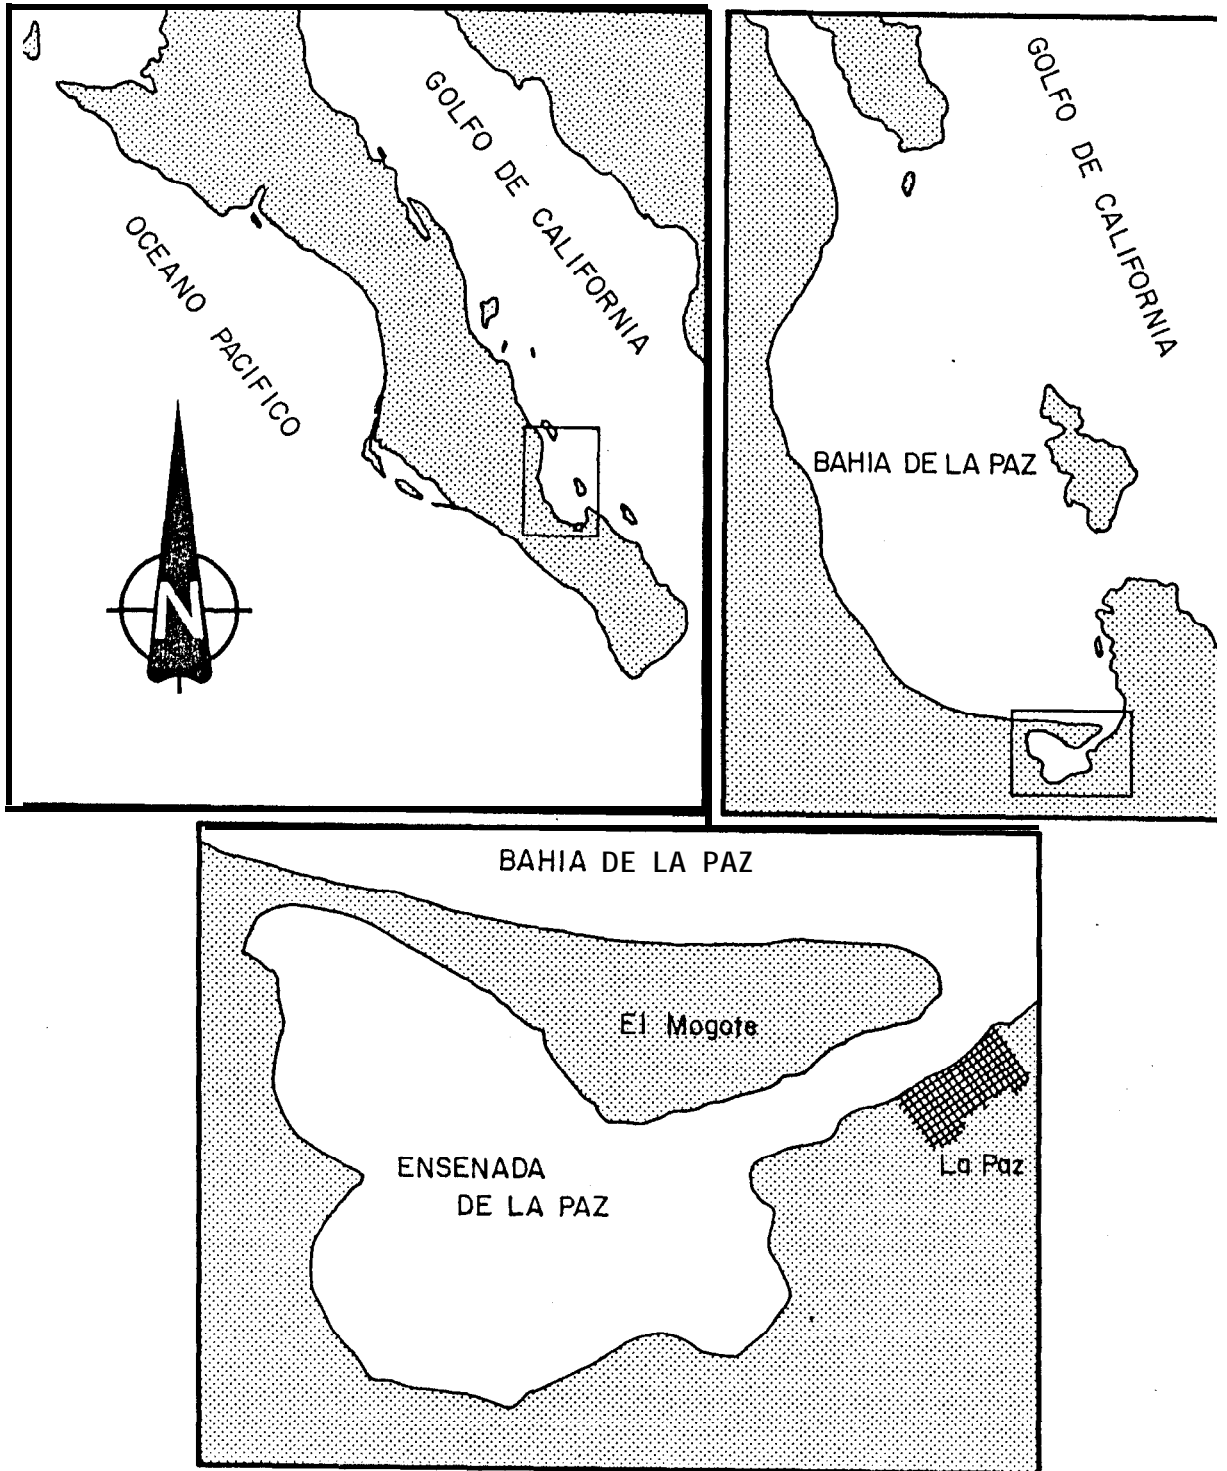 GOLFO DE CALIFORNIA
OCEANO PACIFICO
N
GOLFO DE CALIFORNIA
BAHIA DE LA PAZ
BAHIA DE LA PAZ
El Mogote
La Paz
ENSENADA
DE LA PAZ